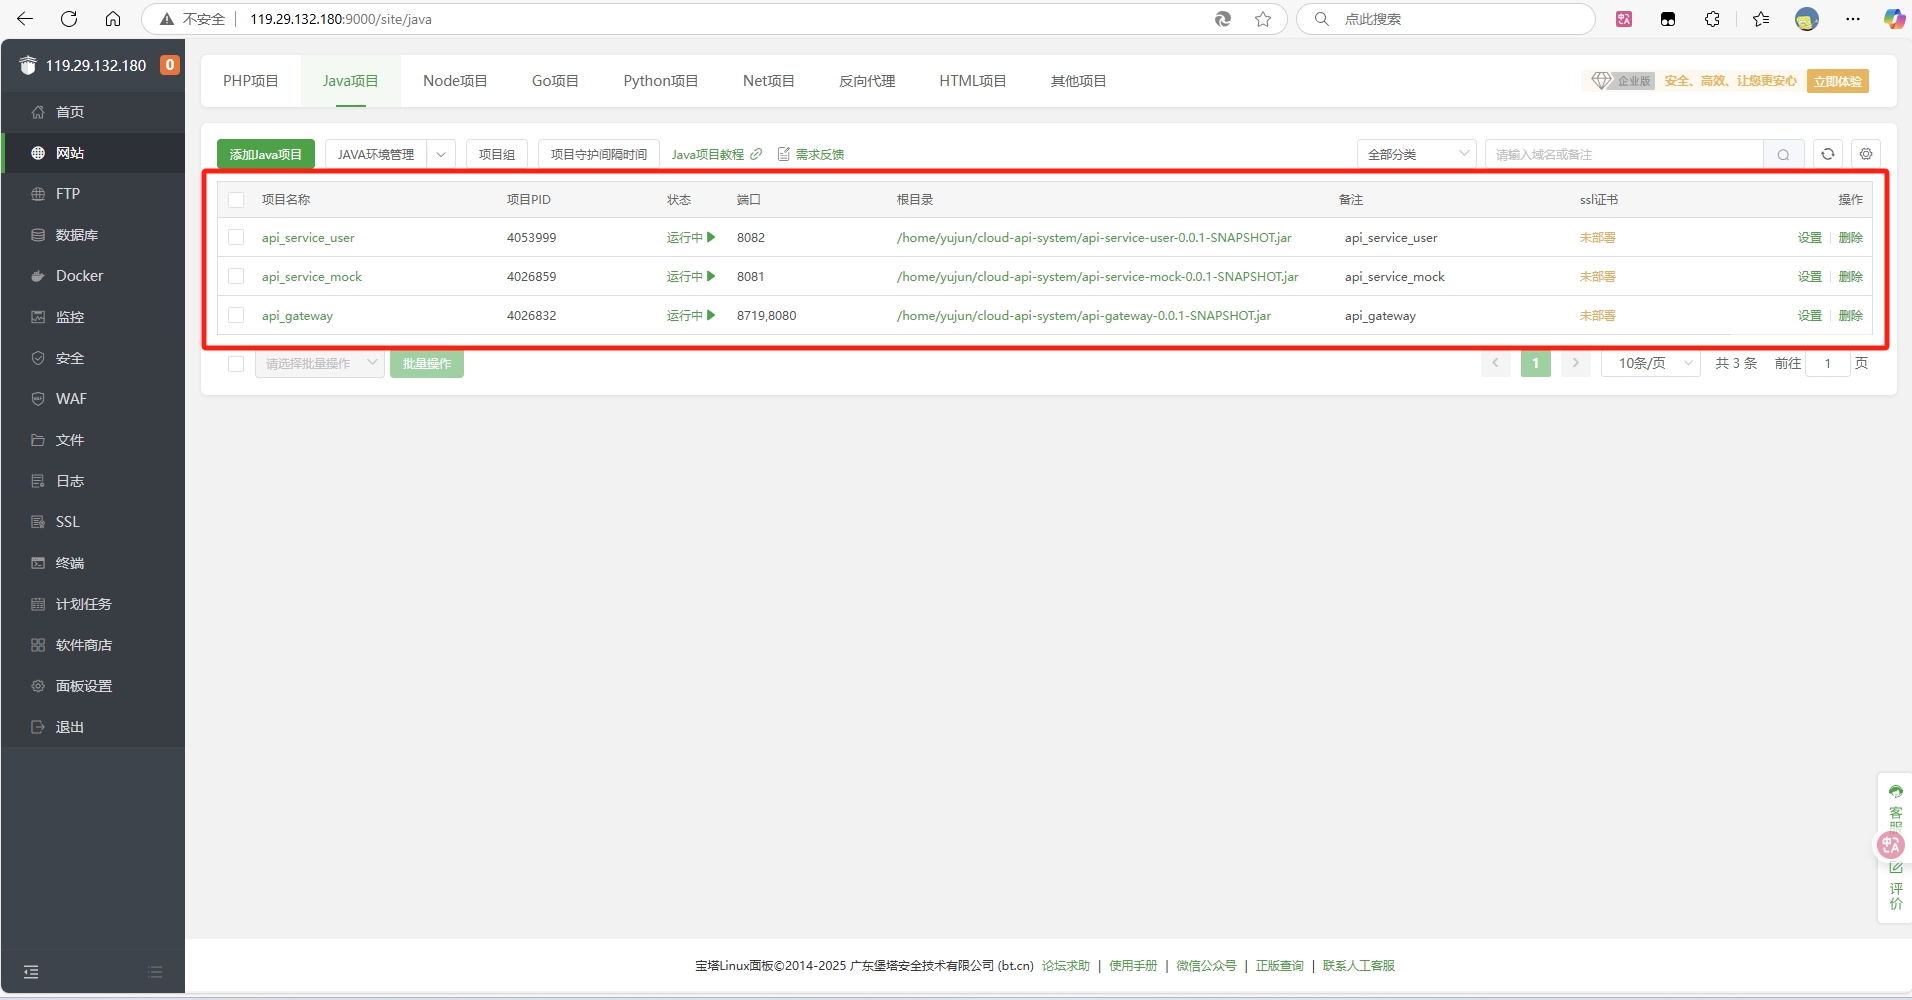 不安全 119.29.132.180:9000/site/java 点此搜索
119.29.132.180 0
首页
网站
FTP
数据库
Docker
监控
安全
WAF
文件
日志
SSL
终端
计划任务
软件商店
面板设置
退出
PHP项目 Java项目 Node项目 Go项目 Python项目 Net项目 反向代理 HTML项目 其他项目 企业版 安全、高效、让您更安心 立即体验
添加Java项目 JAVA环境管理 项目组 项目守护间隔时间 Java项目教程 需求反馈 全部分类 请输入域名或备注
项目名称 项目PID 状态 端口 根目录 备注 ssl证书 操作
api_service_user 4053999 运行中 8082 /home/yujun/cloud-api-system/api-service-user-0.0.1-SNAPSHOT.jar api_service_user 未部署 设置 删除
api_service_mock 4026859 运行中 8081 /home/yujun/cloud-api-system/api-service-mock-0.0.1-SNAPSHOT.jar api_service_mock 未部署 设置 删除
api_gateway 4026832 运行中 8719,8080 /home/yujun/cloud-api-system/api-gateway-0.0.1-SNAPSHOT.jar api_gateway 未部署 设置 删除
请选择批量操作 批量操作 1 10条/页 共 3 条 前往 1 页
客服
评价
宝塔Linux面板©2014-2025 广东堡塔安全技术有限公司 (bt.cn) 论坛求助 | 使用手册 | 微信公众号 | 正版查询 | 联系人工客服